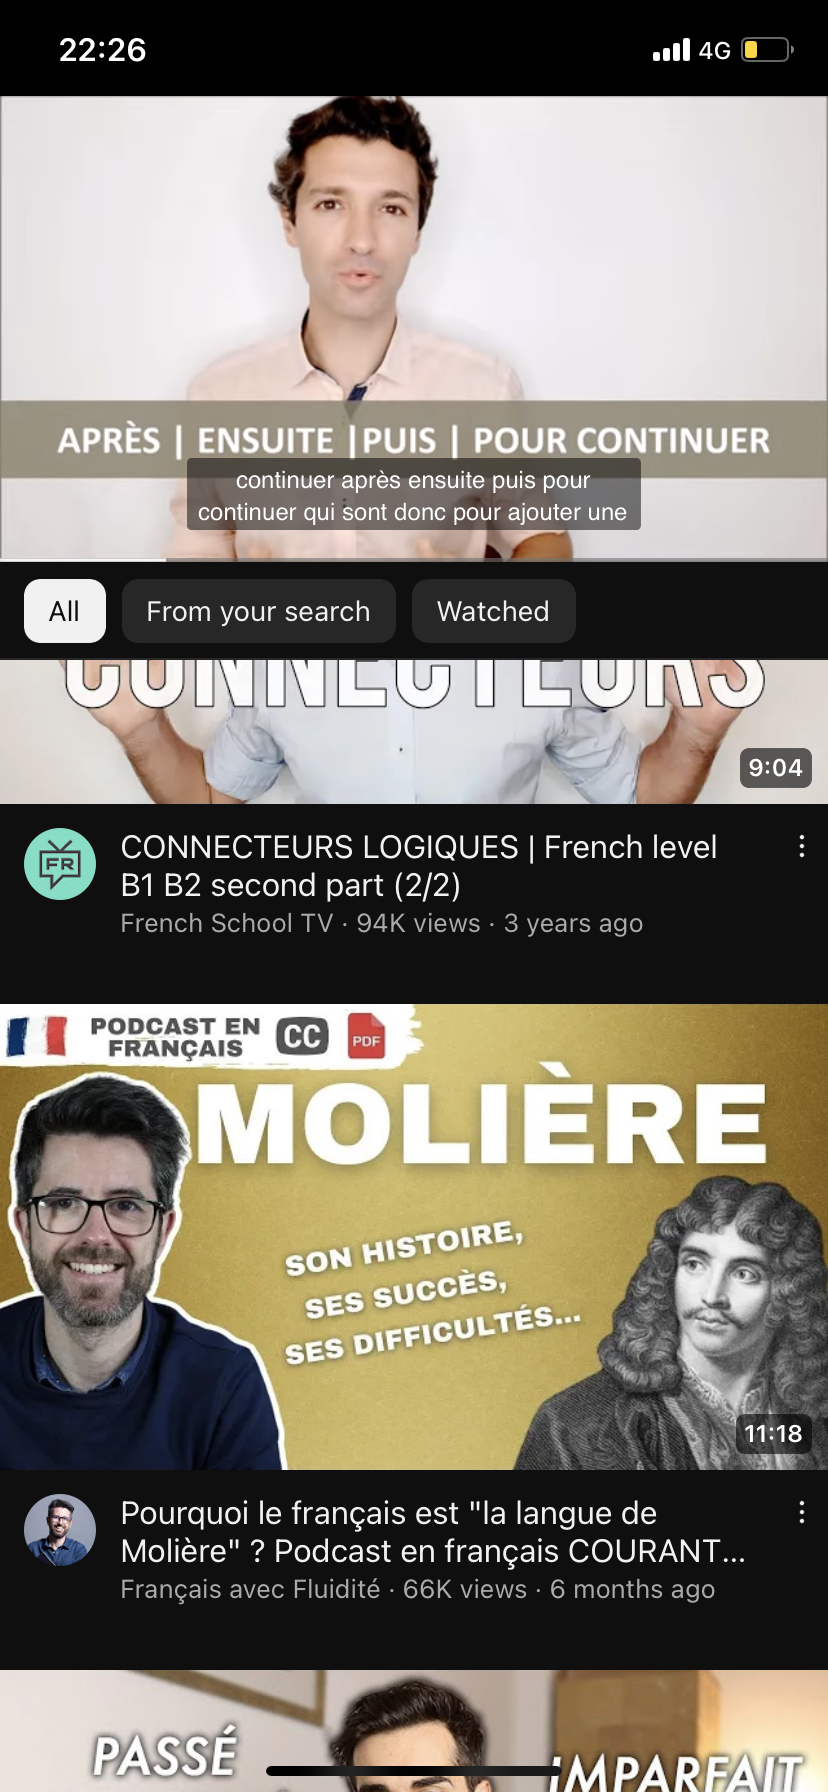 22:26
4G
APRÈS | ENSUITE |PUIS | POUR CONTINUER
continuer après ensuite puis pour
continuer qui sont donc pour ajouter une
All
From your search
Watched
CONNECTEURS
9:04
FR
CONNECTEURS LOGIQUES | French level
B1 B2 second part (2/2)
French School TV · 94K views · 3 years ago
PODCAST EN
FRANÇAIS
CC
PDF
MOLIÈRE
SON HISTOIRE,
SES SUCCÈS,
SES DIFFICULTÉS...
11:18
Pourquoi le français est "la langue de
Molière" ? Podcast en français COURANT...
Français avec Fluidité · 66K views · 6 months ago
PASSÉ
IMPARFAIT